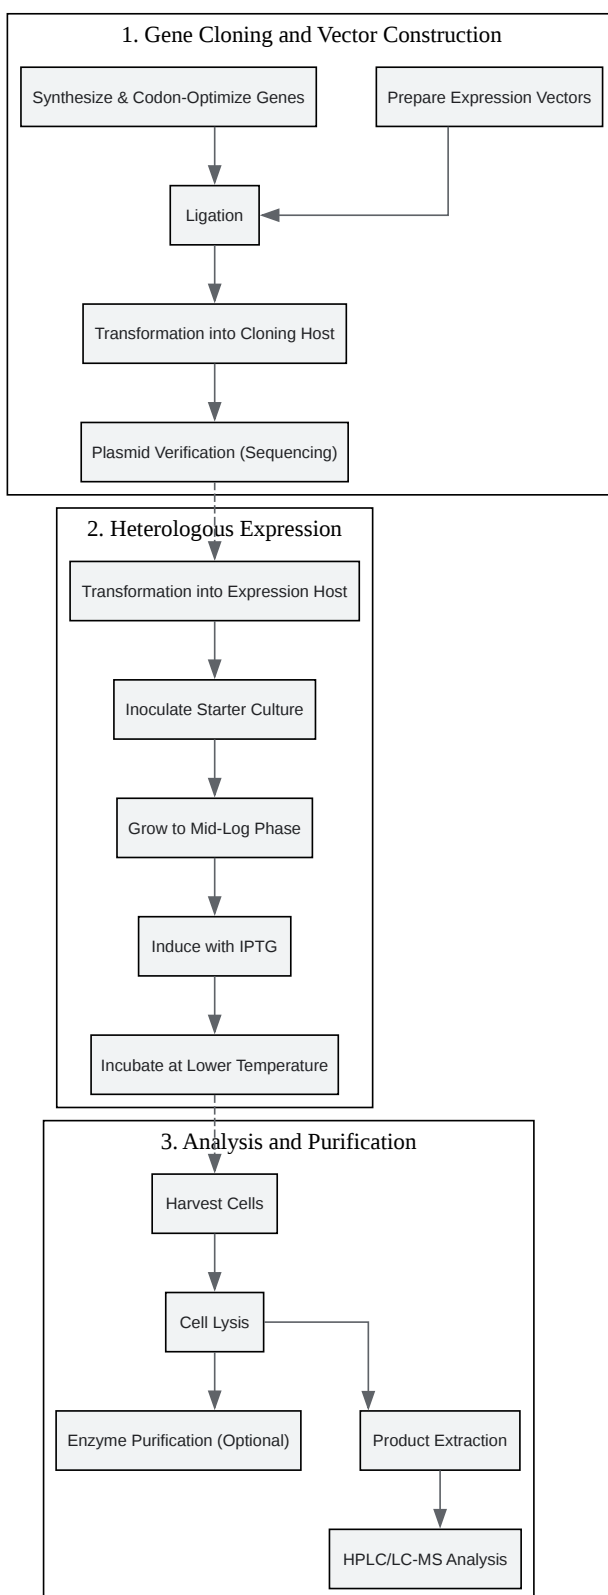 1. Gene Cloning and Vector Construction
Synthesize & Codon-Optimize Genes
Prepare Expression Vectors
Ligation
Transformation into Cloning Host
Plasmid Verification (Sequencing)
2. Heterologous Expression
Transformation into Expression Host
Inoculate Starter Culture
Grow to Mid-Log Phase
Induce with IPTG
Incubate at Lower Temperature
3. Analysis and Purification
Harvest Cells
Cell Lysis
Enzyme Purification (Optional)
Product Extraction
HPLC/LC-MS Analysis